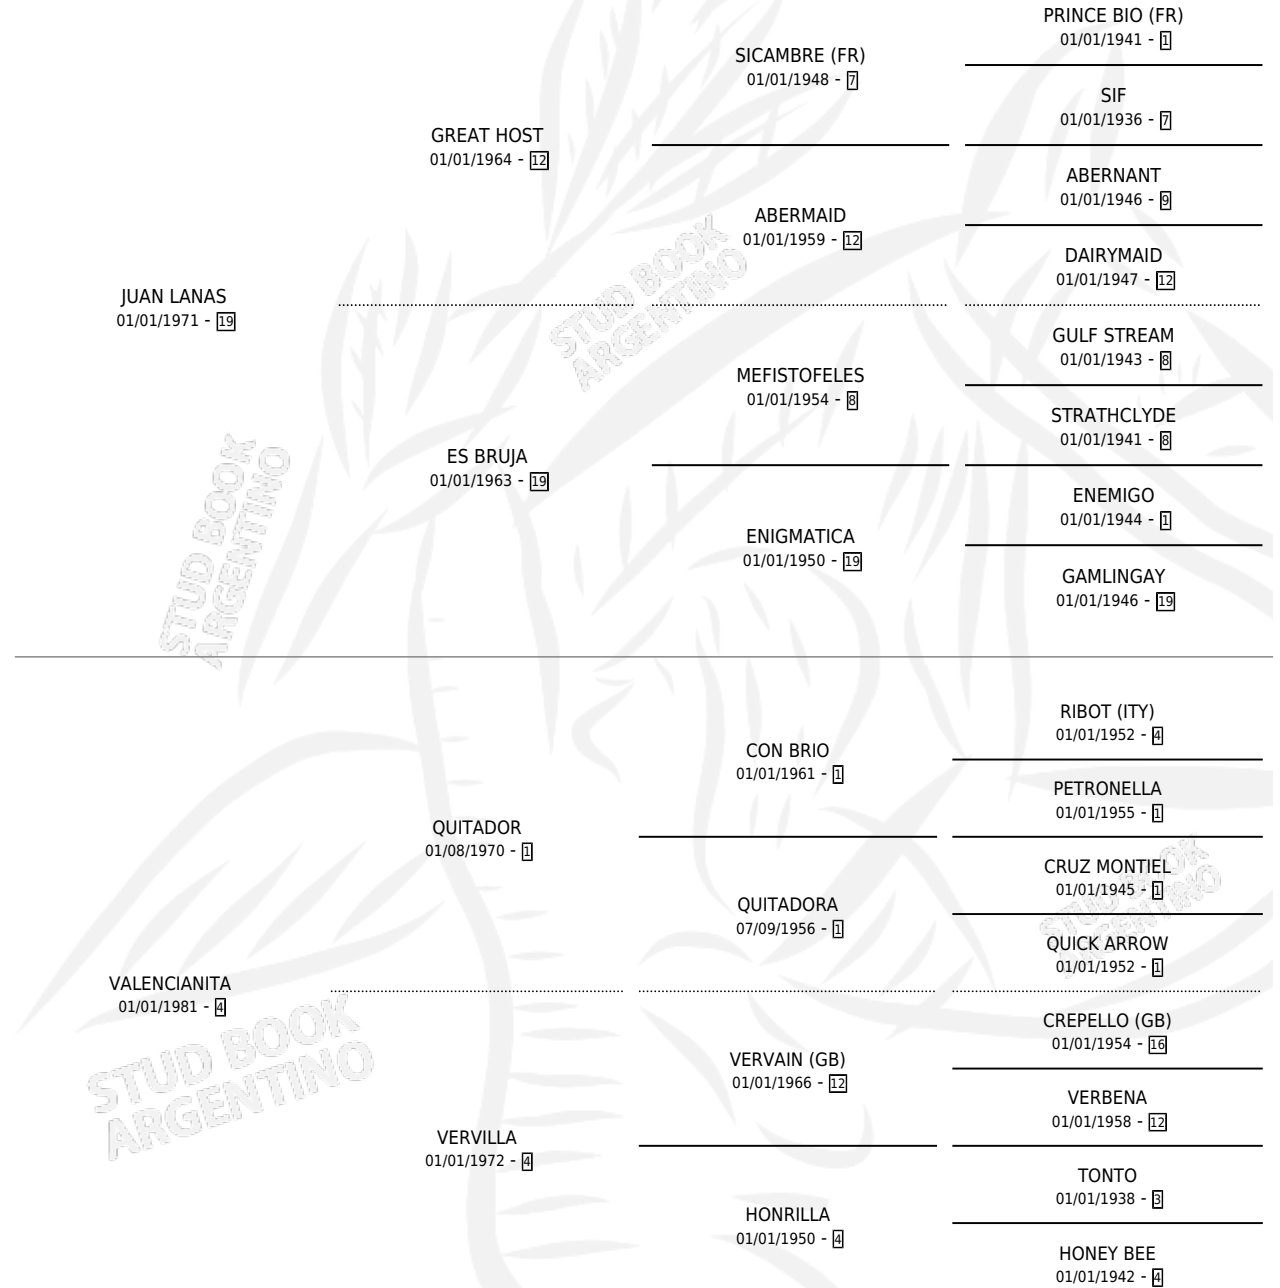 PRINCE BIO (FR)
01/01/1941 - 1
SICAMBRE (FR)
01/01/1948 - 7
SIF
01/01/1936 - 7
GREAT HOST
01/01/1964 - 12
ABERNANT
01/01/1946 - 9
ABERMAID
01/01/1959 - 12
DAIRYMAID
01/01/1947 - 12
JUAN LANAS
01/01/1971 - 19
STUD BOOK
ARGENTINO
GULF STREAM
01/01/1943 - 8
MEFISTOFELES
01/01/1954 - 8
STRATHCLYDE
01/01/1941 - 8
ES BRUJA
01/01/1963 - 19
ENEMIGO
01/01/1944 - 1
ENIGMATICA
01/01/1950 - 19
GAMLINGAY
01/01/1946 - 19
STUD BOOK
ARGENTINO
RIBOT (ITY)
01/01/1952 - 4
CON BRIO
01/01/1961 - 1
PETRONELLA
01/01/1955 - 1
QUITADOR
01/08/1970 - 1
CRUZ MONTIEL
01/01/1945 - 1
QUITADORA
07/09/1956 - 1
QUICK ARROW
01/01/1952 - 1
STUD BOOK
ARGENTINO
VALENCIANITA
01/01/1981 - 4
CREPELLO (GB)
01/01/1954 - 16
VERVAIN (GB)
01/01/1966 - 12
VERBENA
01/01/1958 - 12
STUD BOOK
ARGENTINO
VERVILLA
01/01/1972 - 4
TONTO
01/01/1938 - 3
HONRILLA
01/01/1950 - 4
HONEY BEE
01/01/1942 - 4